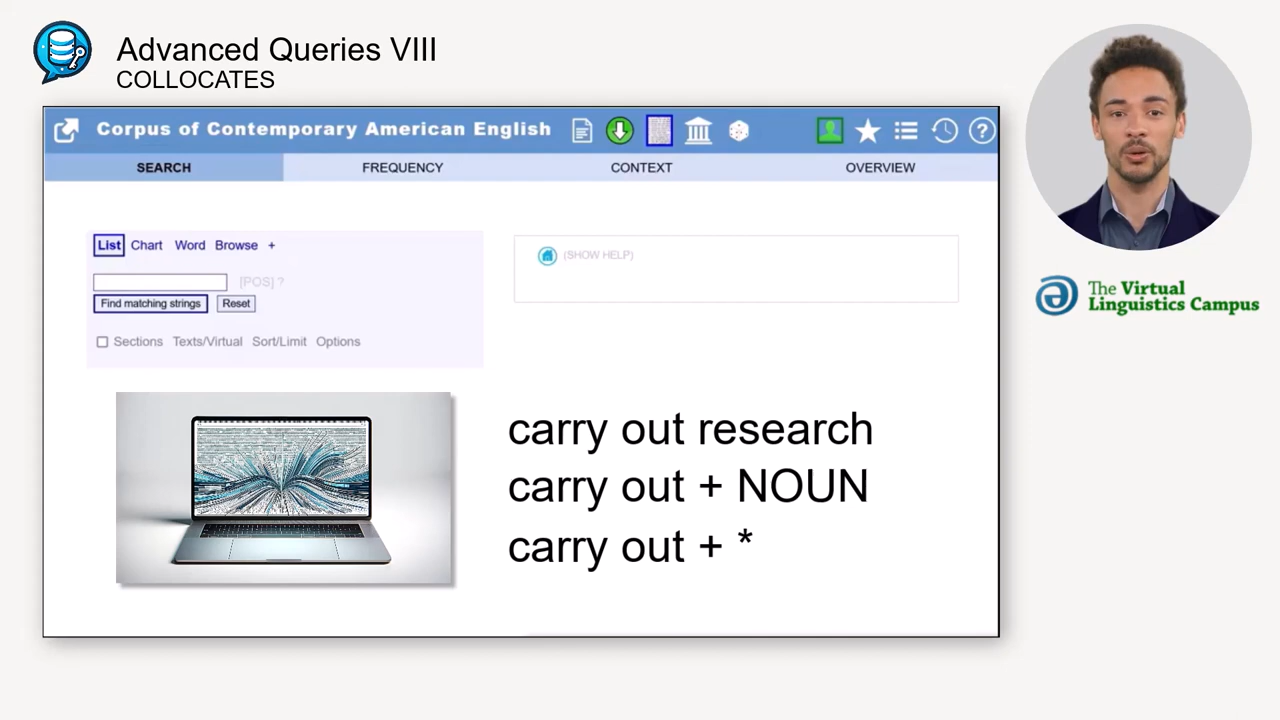 Advanced Queries VIII
COLLOCATES
Corpus of Contemporary American English
SEARCH FREQUENCY CONTEXT OVERVIEW
List Chart Word Browse +
[POS] ?
Find matching strings Reset
Sections Texts/Virtual Sort/Limit Options
(SHOW HELP)
carry out research
carry out + NOUN
carry out + *
The Virtual
Linguistics Campus